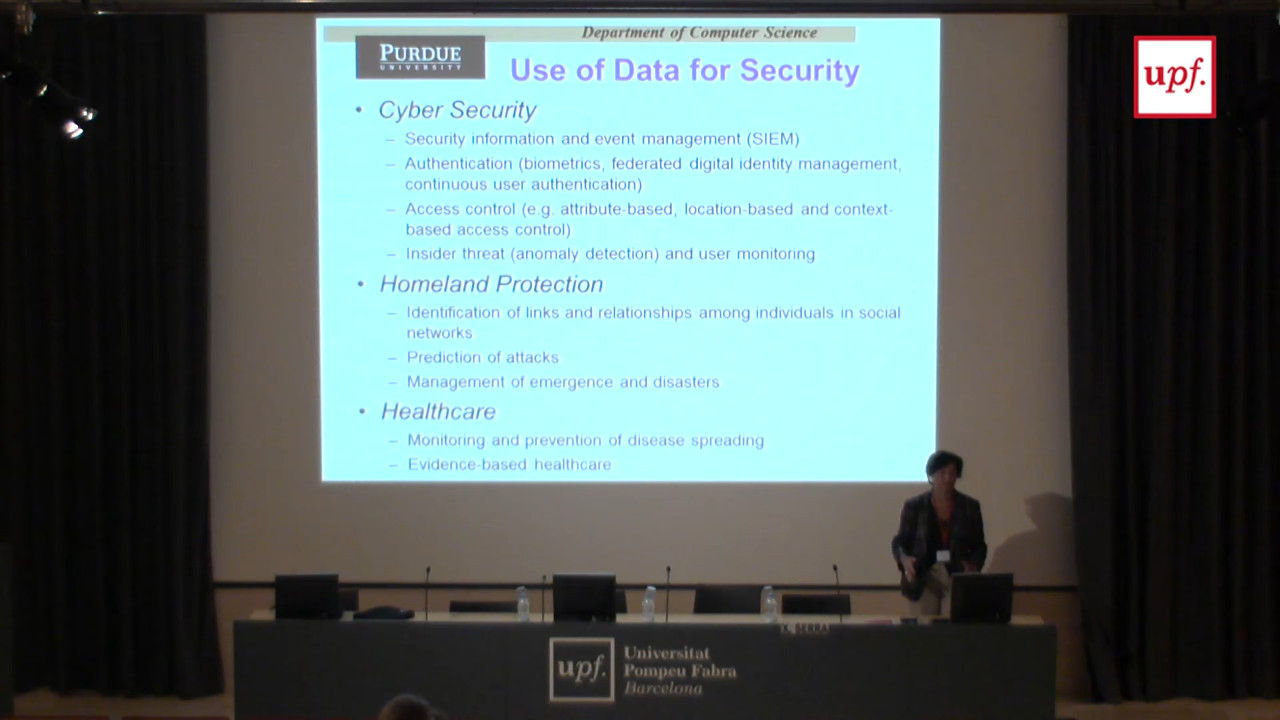 Department of Computer Science
PURDUE
UNIVERSITY
upf.
Use of Data for Security
• Cyber Security
– Security information and event management (SIEM)
– Authentication (biometrics, federated digital identity management,
continuous user authentication)
– Access control (e.g. attribute-based, location-based and context-
based access control)
– Insider threat (anomaly detection) and user monitoring
• Homeland Protection
– Identification of links and relationships among individuals in social
networks
– Prediction of attacks
– Management of emergence and disasters
• Healthcare
– Monitoring and prevention of disease spreading
– Evidence-based healthcare
X. SERRA
upf.
Universitat
Pompeu Fabra
Barcelona